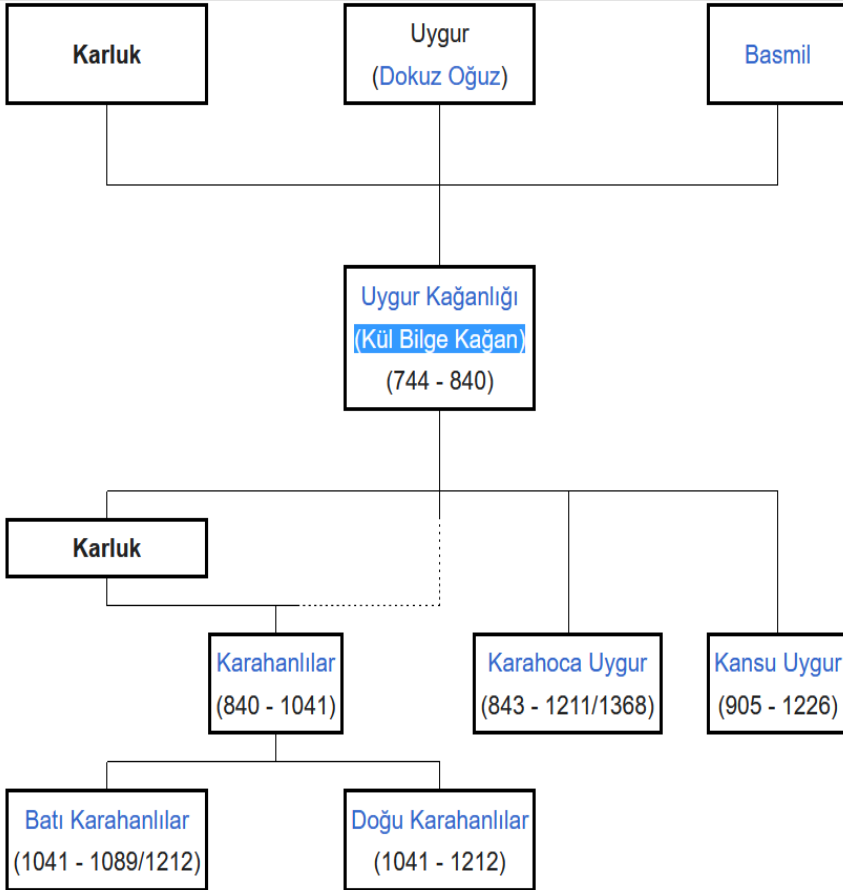 Karluk
Uygur
(Dokuz Oğuz)
Basmil
Uygur Kağanlığı
(Kül Bilge Kağan)
(744 - 840)
Karluk
Karahanlılar
(840 - 1041)
Karahoca Uygur
(843 - 1211/1368)
Kansu Uygur
(905 - 1226)
Batı Karahanlılar
(1041 - 1089/1212)
Doğu Karahanlılar
(1041 - 1212)